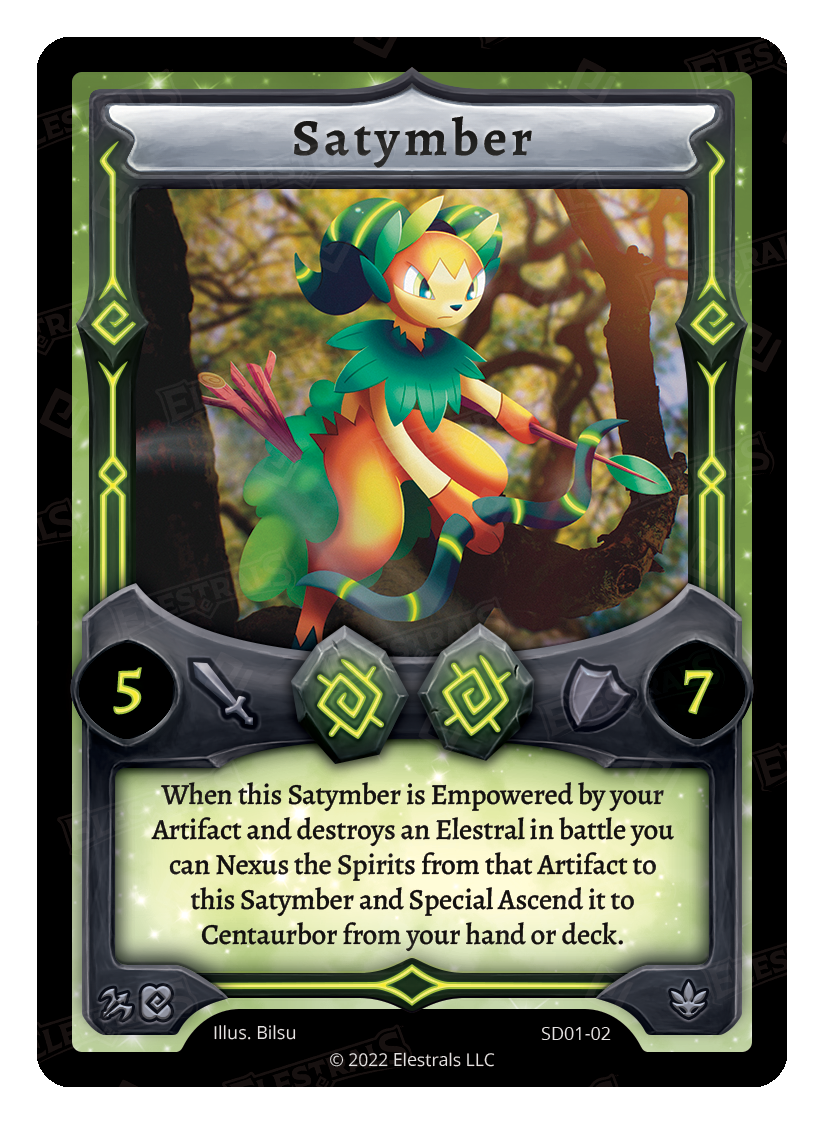 Satymber
5
7
When this Satymber is Empowered by your
Artifact and destroys an Elestral in battle you
can Nexus the Spirits from that Artifact to
this Satymber and Special Ascend it to
Centaurbor from your hand or deck.
Illus. Bilsu
SD01-02
© 2022 Elestrals LLC
ELESTRALS